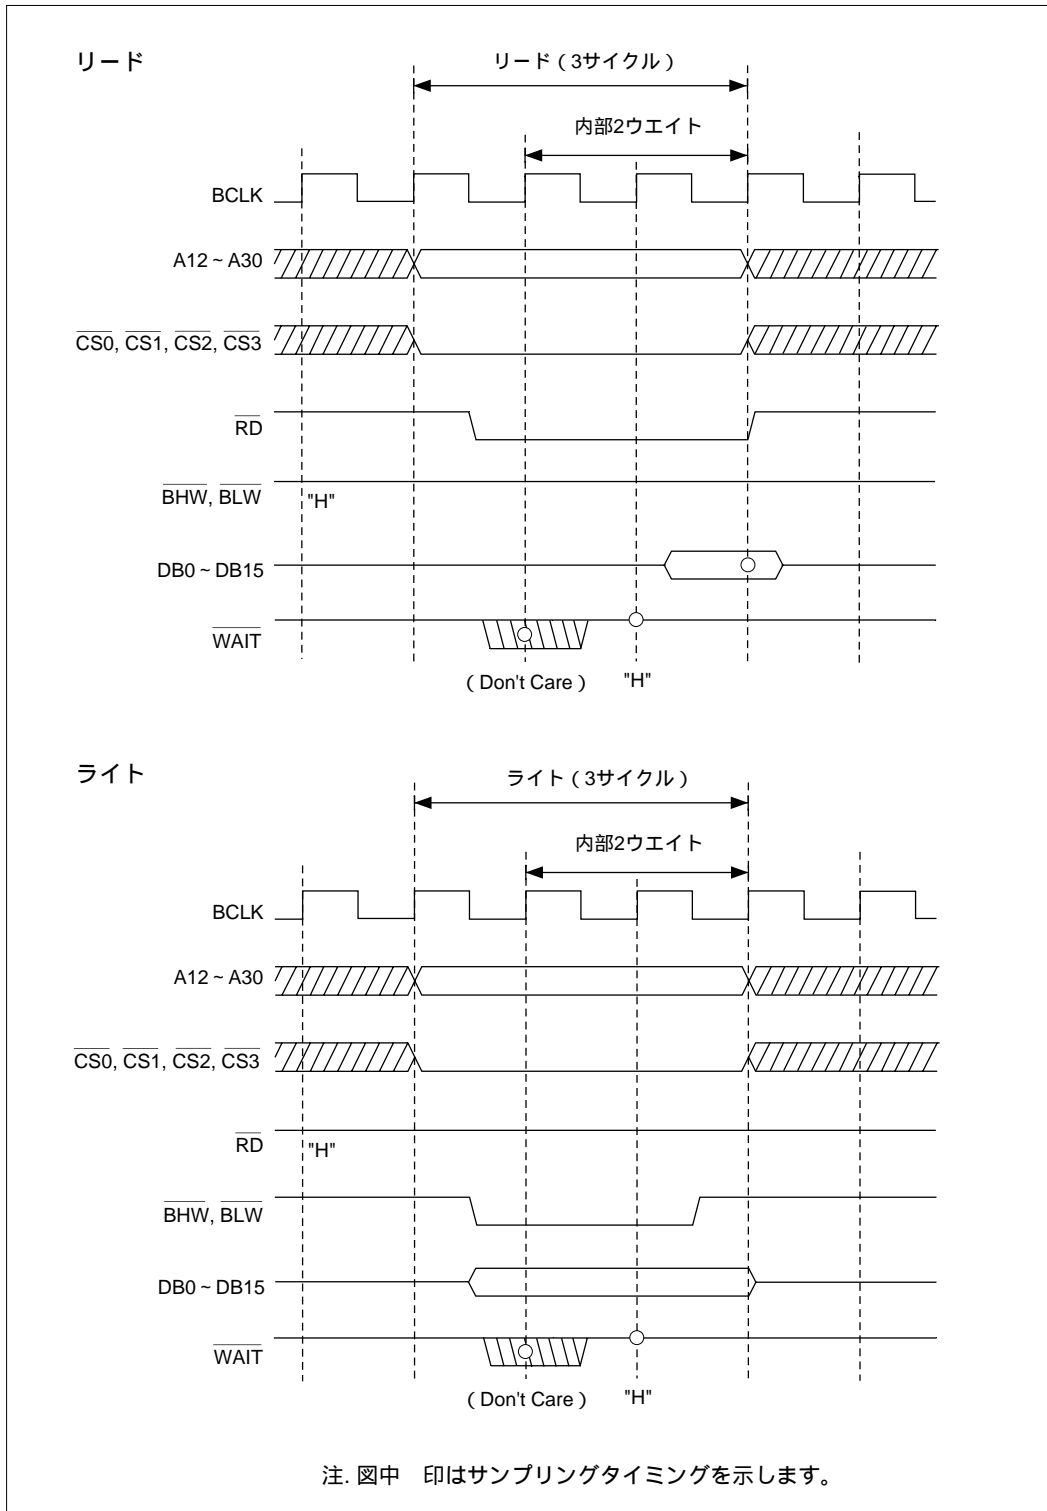 リード
リード（3サイクル）
内部2ウエイト
BCLK
A12～A30
CS0, CS1, CS2, CS3
RD
BHW, BLW
"H"
DB0～DB15
WAIT
（Don't Care）
"H"
ライト
ライト（3サイクル）
内部2ウエイト
BCLK
A12～A30
CS0, CS1, CS2, CS3
RD
"H"
BHW, BLW
DB0～DB15
WAIT
（Don't Care）
"H"
注. 図中　印はサンプリングタイミングを示します。